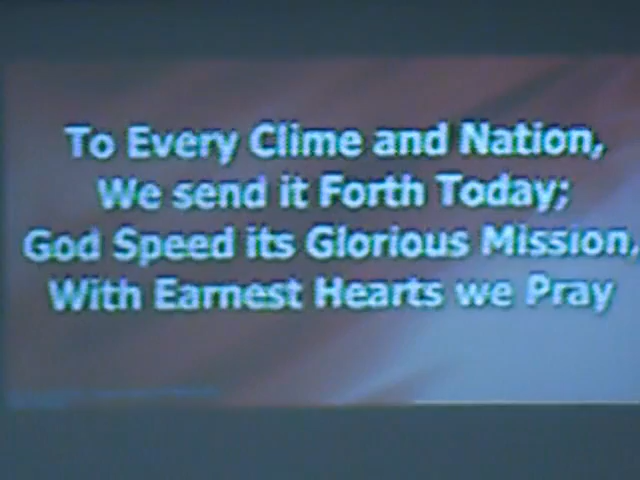 To Every Clime and Nation,
We send it Forth Today;
God Speed its Glorious Mission,
With Earnest Hearts we Pray